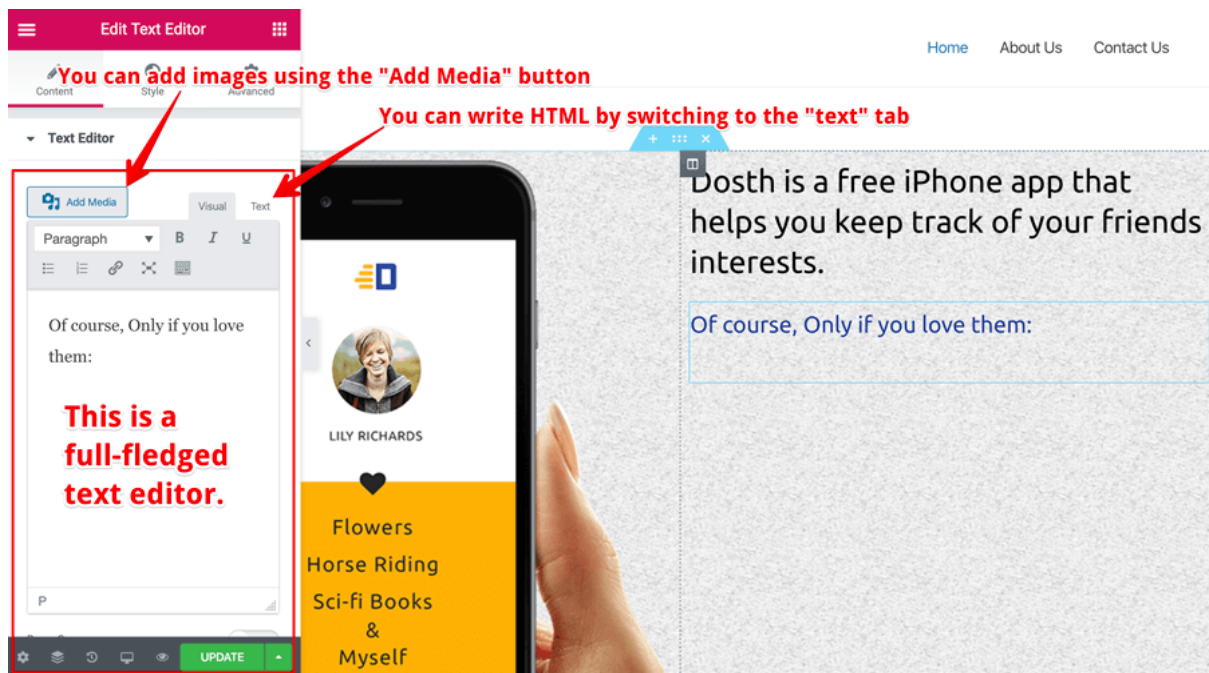 Edit Text Editor
Home About Us Contact Us
You can add images using the "Add Media" button
Content Style Advanced
You can write HTML by switching to the "text" tab
Text Editor
Add Media
Visual Text
Paragraph B I U
Of course, Only if you love
them:
This is a
full-fledged
text editor.
P
UPDATE
LILY RICHARDS
Flowers
Horse Riding
Sci-fi Books
&
Myself
Dosth is a free iPhone app that
helps you keep track of your friends
interests.
Of course, Only if you love them: